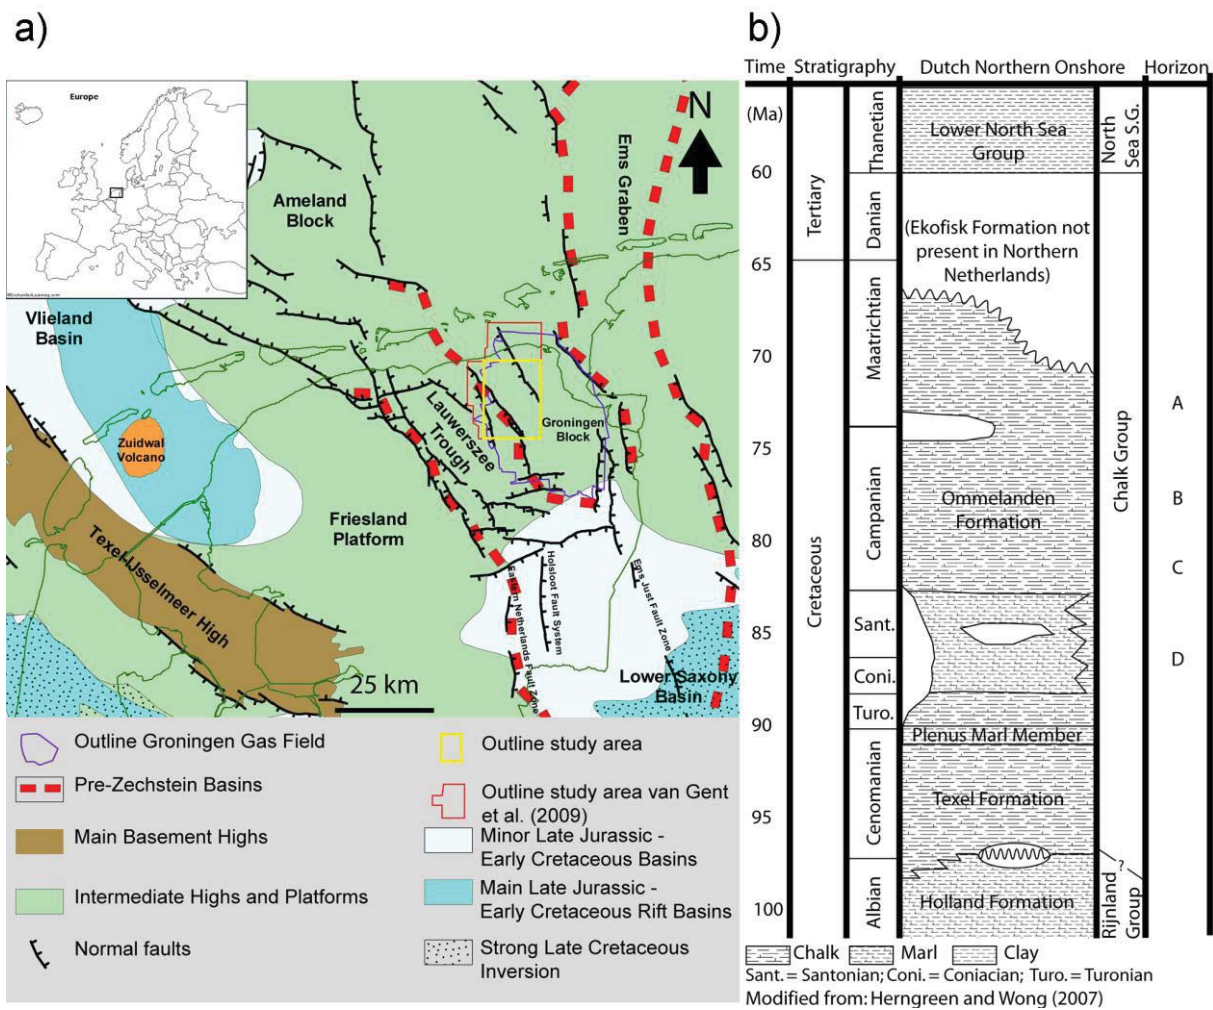 a)
Europe
©EnchantedLearning.com
N
Ems Graben
Ameland
Block
Vlieland
Basin
Zuidwal
Volcano
Lauwerszee
Trough
Groningen
Block
Friesland
Platform
Texel-IJsselmeer High
Eastern Netherlands Fault Zone
Holsloot Fault System
Ems Just Fault Zone
Lower Saxony
Basin
25 km
Outline Groningen Gas Field
Pre-Zechstein Basins
Main Basement Highs
Intermediate Highs and Platforms
Normal faults
Outline study area
Outline study area van Gent
et al. (2009)
Minor Late Jurassic -
Early Cretaceous Basins
Main Late Jurassic -
Early Cretaceous Rift Basins
Strong Late Cretaceous
Inversion
b)
Time Stratigraphy Dutch Northern Onshore Horizon
(Ma)
60
65
70
75
80
85
90
95
100
Tertiary
Cretaceous
Thanetian
Danian
Maatrichtian
Campanian
Sant.
Coni.
Turo.
Cenomanian
Albian
Lower North Sea
Group
(Ekofisk Formation not
present in Northern
Netherlands)
Ommelanden
Formation
Plenus Marl Member
Texel Formation
Holland Formation
North
Sea S.G.
Chalk Group
?
Rijnland
Group
A
B
C
D
Chalk Marl Clay
Sant. = Santonian; Coni. = Coniacian; Turo. = Turonian
Modified from: Herngreen and Wong (2007)